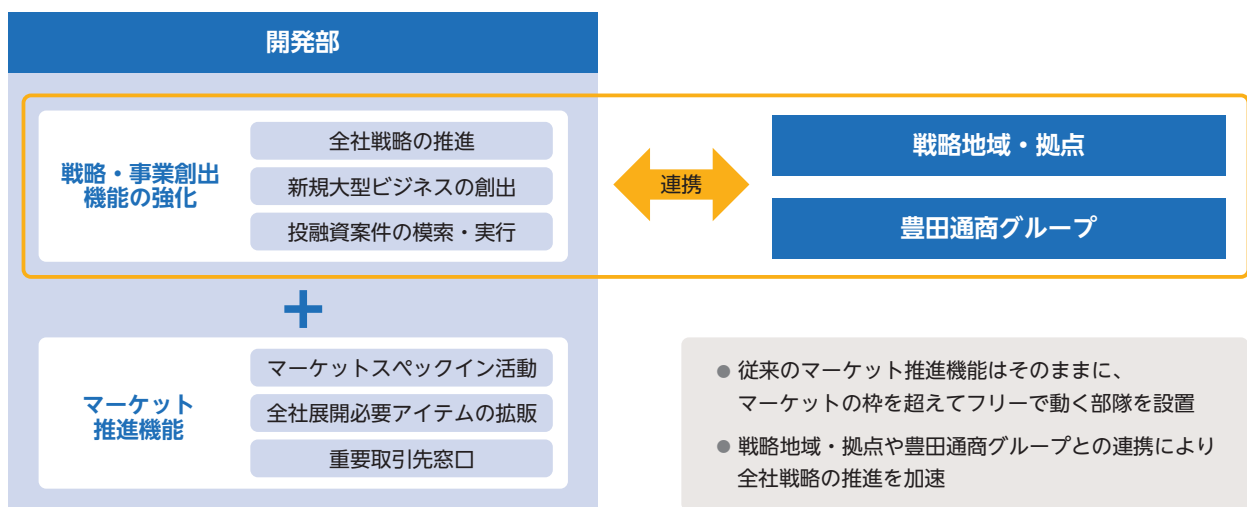 開発部
戦略・事業創出
機能の強化
全社戦略の推進
新規大型ビジネスの創出
投融資案件の模索・実行
連携
戦略地域・拠点
豊田通商グループ
+
マーケット
推進機能
マーケットスペックイン活動
全社展開必要アイテムの拡販
重要取引先窓口
● 従来のマーケット推進機能はそのままに、
マーケットの枠を超えてフリーで動く部隊を設置
● 戦略地域・拠点や豊田通商グループとの連携により
全社戦略の推進を加速